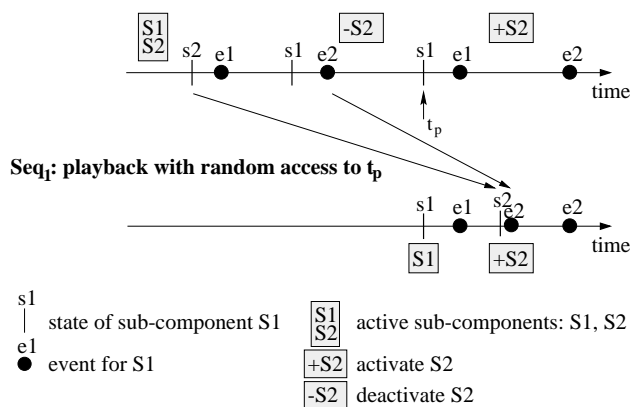 S1
S2
-S2
+S2
s2 e1 s1 e2 s1 e1 e2
time
t_p
Seq_1: playback with random access to t_p
s1 e1 s2 e2 e2
time
S1
+S2
s1
state of sub-component S1
e1
event for S1
S1
S2
active sub-components: S1, S2
+S2
activate S2
-S2
deactivate S2